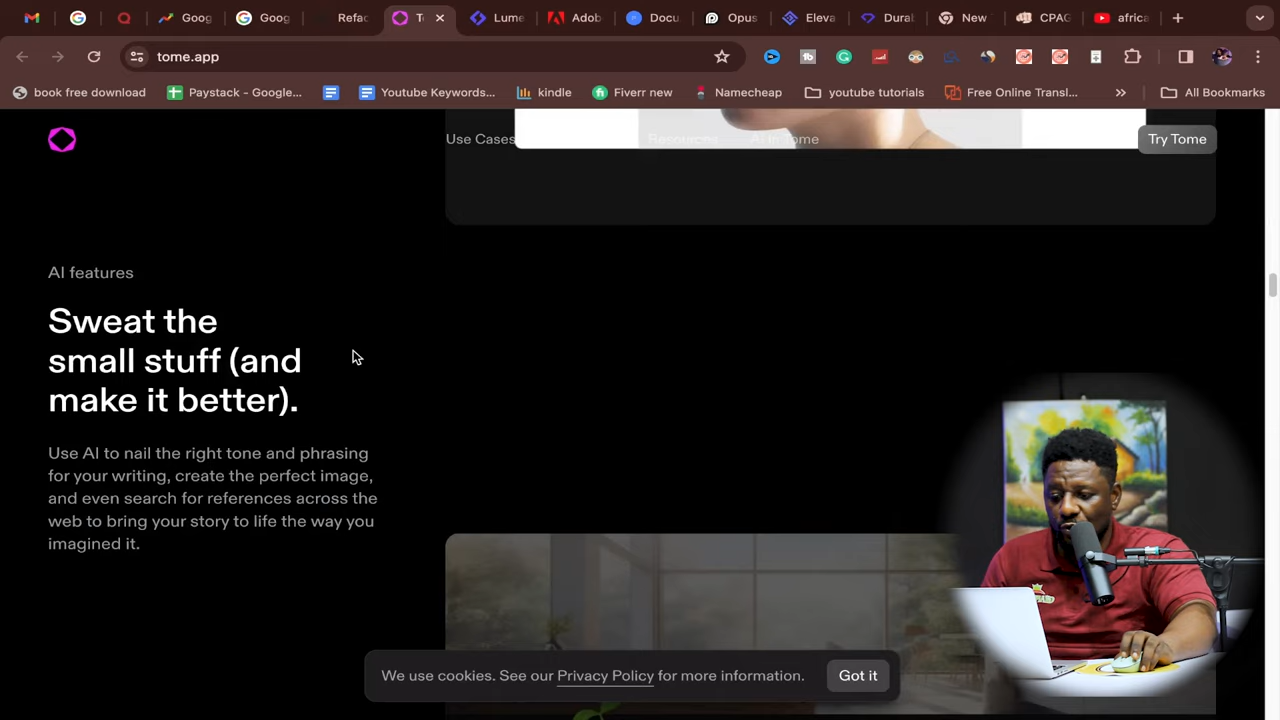 Goog
Goog
Refac
To
Lume
Adob
Docu
Opus
Eleva
Durab
New
CPAG
africa
tome.app
book free download
Paystack - Google...
Youtube Keywords...
kindle
Fiverr new
Namecheap
youtube tutorials
Free Online Transl...
»
All Bookmarks
Use Cases
Resources
Try Tome
AI features
Sweat the
small stuff (and
make it better).
Use AI to nail the right tone and phrasing
for your writing, create the perfect image,
and even search for references across the
web to bring your story to life the way you
imagined it.
We use cookies. See our Privacy Policy for more information.
Got it